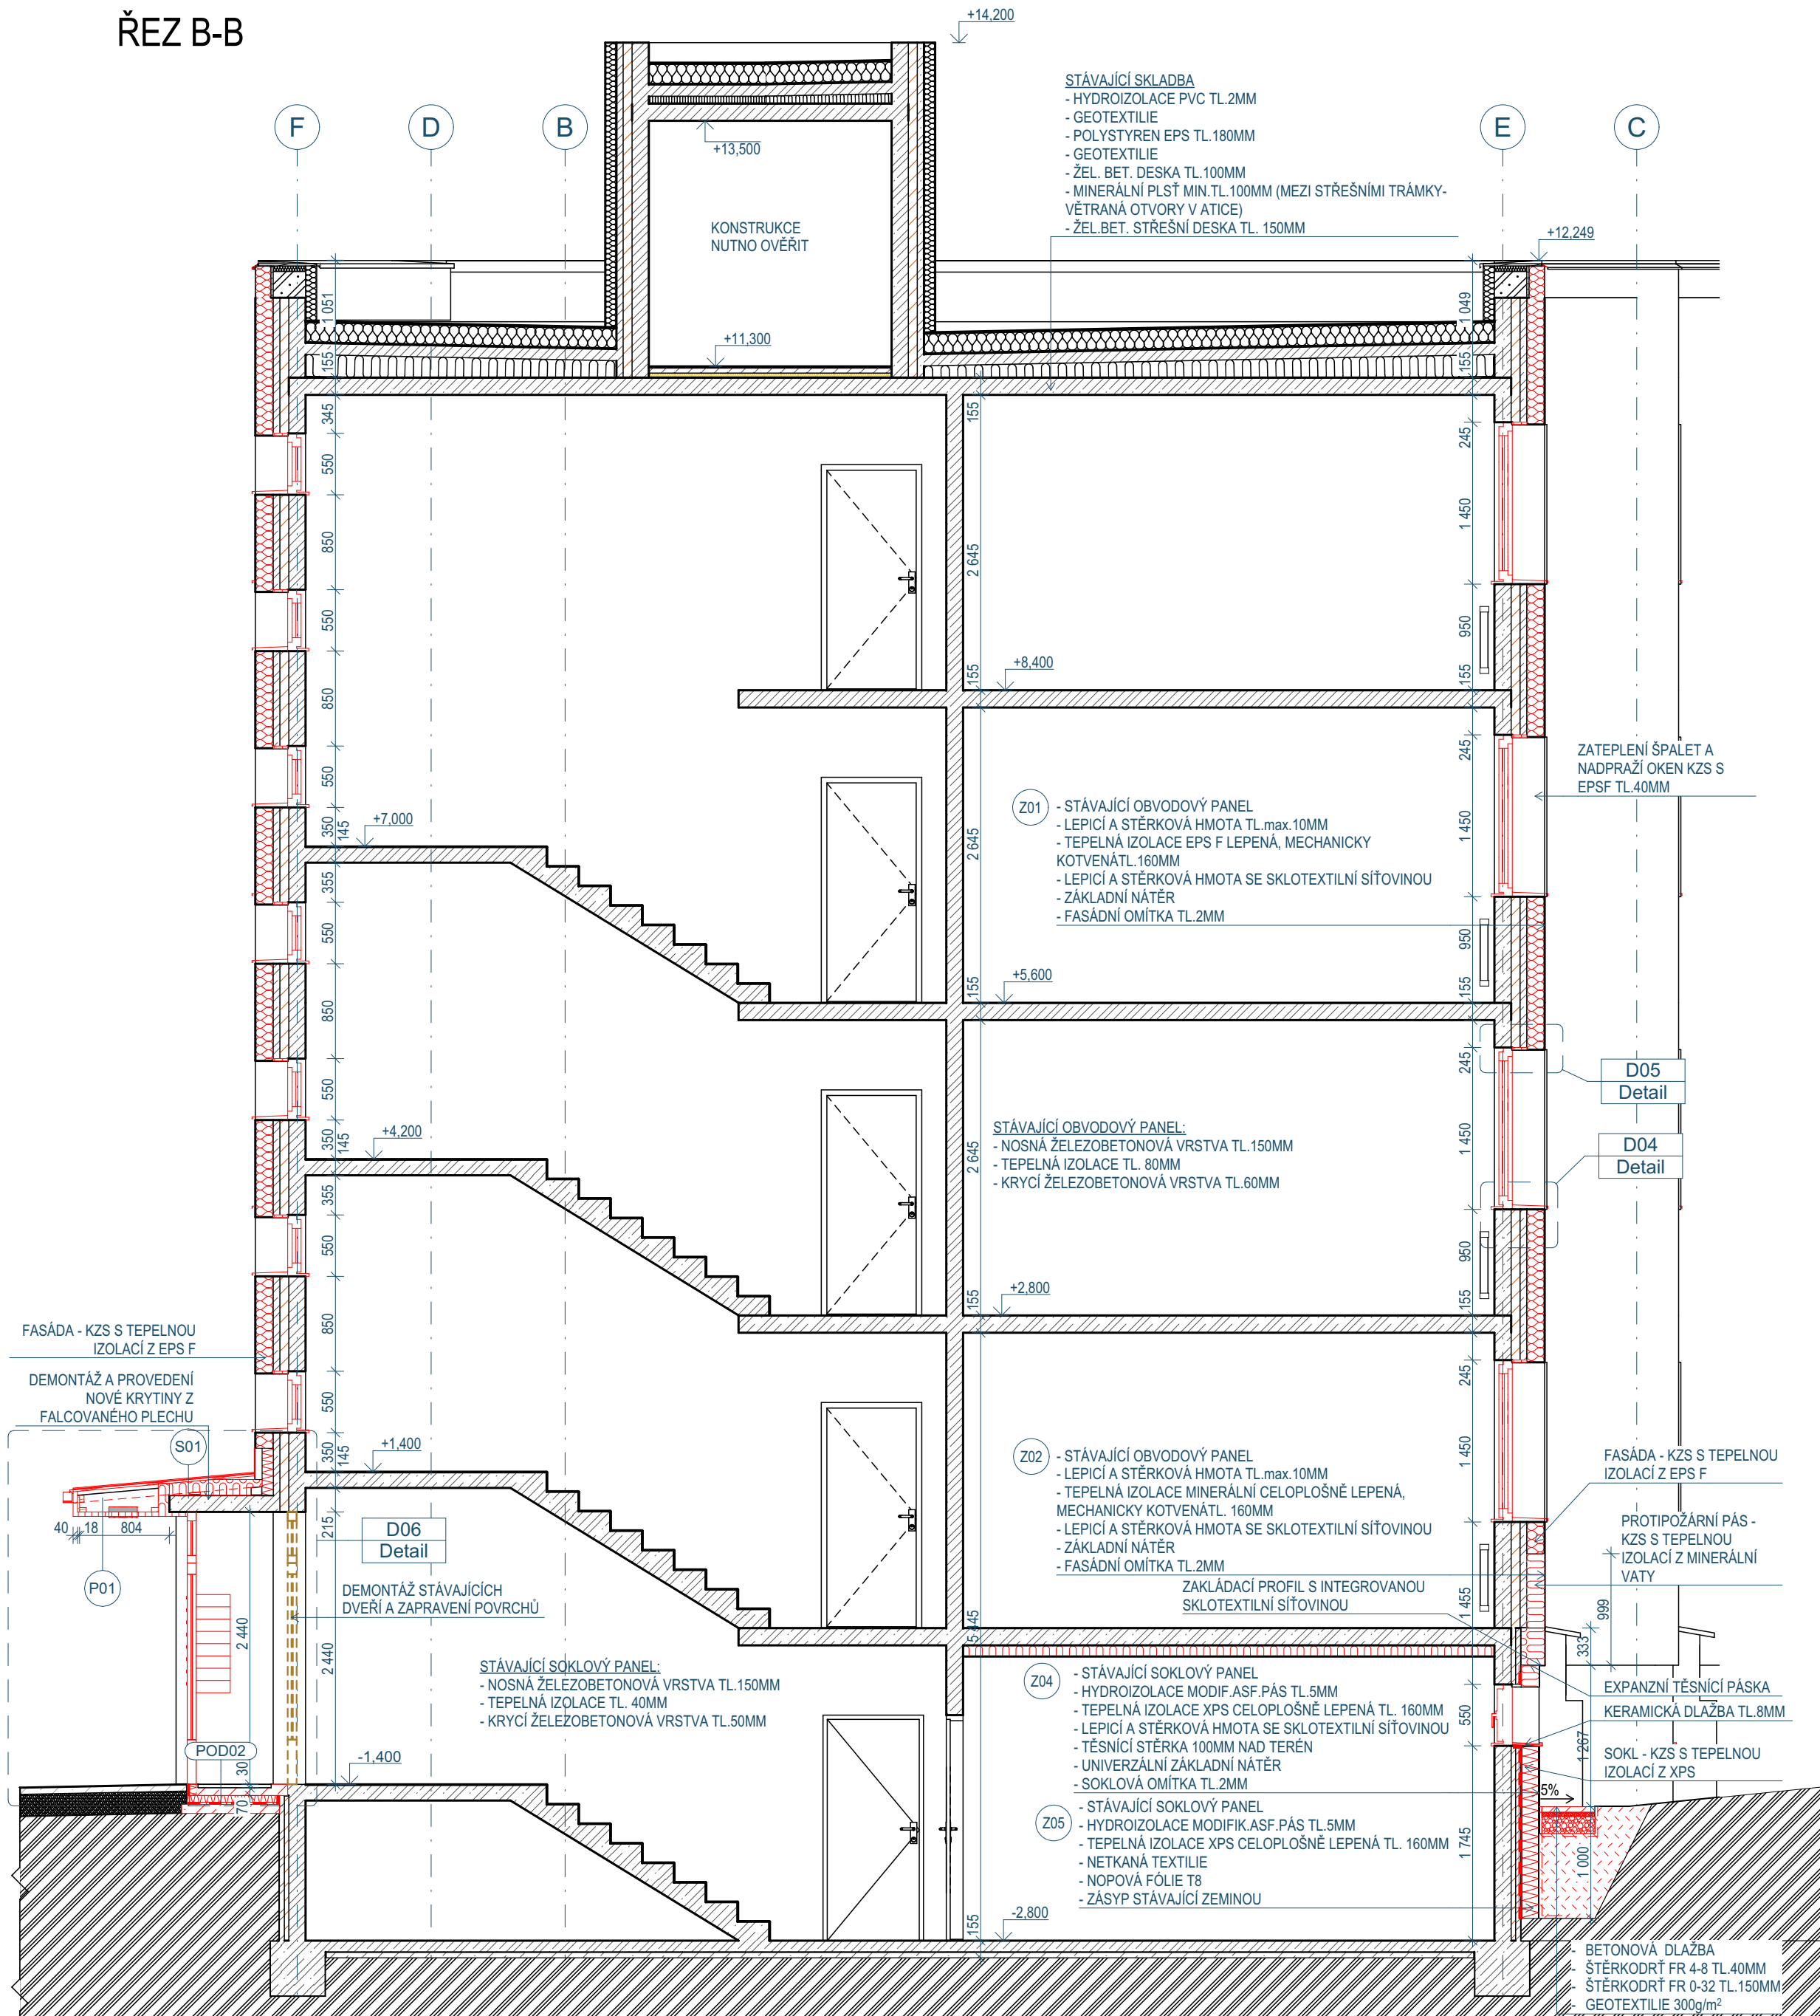 ŘEZ B-B
+14,200
F
D
B
E
C
STÁVAJÍCÍ SKLADBA
- HYDROIZOLACE PVC TL.2MM
- GEOTEXTILIE
- POLYSTYREN EPS TL.180MM
- GEOTEXTILIE
- ŽEL. BET. DESKA TL.100MM
- MINERÁLNÍ PLSŤ MIN.TL.100MM (MEZI STŘEŠNÍMI TRÁMKY-
VĚTRANÁ OTVORY V ATICE)
- ŽEL.BET. STŘEŠNÍ DESKA TL. 150MM
+13,500
KONSTRUKCE
NUTNO OVĚŘIT
+12,249
+11,300
1 051
155
345
550
850
550
850
550
350
145
355
550
850
550
350
145
355
550
850
550
350
145
215
2 440
155
2 645
155
2 645
155
2 645
155
5 445
155
1 049
155
245
1 450
950
155
245
1 450
950
155
245
1 450
950
155
245
1 450
1 455
550
1 745
+8,400
+7,000
+5,600
+4,200
+2,800
+1,400
-1,400
-2,800
ZATEPLENÍ ŠPALET A
NADPRAŽÍ OKEN KZS S
EPSF TL.40MM
Z01
- STÁVAJÍCÍ OBVODOVÝ PANEL
- LEPICÍ A STĚRKOVÁ HMOTA TL.max.10MM
- TEPELNÁ IZOLACE EPS F LEPENÁ, MECHANICKY
KOTVENÁTL.160MM
- LEPICÍ A STĚRKOVÁ HMOTA SE SKLOTEXTILNÍ SÍŤOVINOU
- ZÁKLADNÍ NÁTĚR
- FASÁDNÍ OMÍTKA TL.2MM
D05
Detail
D04
Detail
STÁVAJÍCÍ OBVODOVÝ PANEL:
- NOSNÁ ŽELEZOBETONOVÁ VRSTVA TL.150MM
- TEPELNÁ IZOLACE TL. 80MM
- KRYCÍ ŽELEZOBETONOVÁ VRSTVA TL.60MM
FASÁDA - KZS S TEPELNOU
IZOLACÍ Z EPS F
DEMONTÁŽ A PROVEDENÍ
NOVÉ KRYTINY Z
FALCOVANÉHO PLECHU
S01
40
18
804
P01
D06
Detail
DEMONTÁŽ STÁVAJÍCÍCH
DVEŘÍ A ZAPRAVENÍ POVRCHŮ
2 440
POD02
30
70
STÁVAJÍCÍ SOKLOVÝ PANEL:
- NOSNÁ ŽELEZOBETONOVÁ VRSTVA TL.150MM
- TEPELNÁ IZOLACE TL. 40MM
- KRYCÍ ŽELEZOBETONOVÁ VRSTVA TL.50MM
Z02
- STÁVAJÍCÍ OBVODOVÝ PANEL
- LEPICÍ A STĚRKOVÁ HMOTA TL.max.10MM
- TEPELNÁ IZOLACE MINERÁLNÍ CELOPLOŠNĚ LEPENÁ,
MECHANICKY KOTVENÁTL. 160MM
- LEPICÍ A STĚRKOVÁ HMOTA SE SKLOTEXTILNÍ SÍŤOVINOU
- ZÁKLADNÍ NÁTĚR
- FASÁDNÍ OMÍTKA TL.2MM
ZAKLÁDACÍ PROFIL S INTEGROVANOU
SKLOTEXTILNÍ SÍŤOVINOU
FASÁDA - KZS S TEPELNOU
IZOLACÍ Z EPS F
PROTIPOŽÁRNÍ PÁS -
KZS S TEPELNOU
IZOLACÍ Z MINERÁLNÍ
VATY
999
333
EXPANZNÍ TĚSNÍCÍ PÁSKA
KERAMICKÁ DLAŽBA TL.8MM
1 267
SOKL - KZS S TEPELNOU
IZOLACÍ Z XPS
5%
1 000
Z04
- STÁVAJÍCÍ SOKLOVÝ PANEL
- HYDROIZOLACE MODIF.ASF.PÁS TL.5MM
- TEPELNÁ IZOLACE XPS CELOPLOŠNĚ LEPENÁ TL. 160MM
- LEPICÍ A STĚRKOVÁ HMOTA SE SKLOTEXTILNÍ SÍŤOVINOU
- TĚSNÍCÍ STĚRKA 100MM NAD TERÉN
- UNIVERZÁLNÍ ZÁKLADNÍ NÁTĚR
- SOKLOVÁ OMÍTKA TL.2MM
Z05
- STÁVAJÍCÍ SOKLOVÝ PANEL
- HYDROIZOLACE MODIFIK.ASF.PÁS TL.5MM
- TEPELNÁ IZOLACE XPS CELOPLOŠNĚ LEPENÁ TL. 160MM
- NETKANÁ TEXTILIE
- NOPOVÁ FÓLIE T8
- ZÁSYP STÁVAJÍCÍ ZEMINOU
- BETONOVÁ DLAŽBA
- ŠTĚRKODRŤ FR 4-8 TL.40MM
- ŠTĚRKODRŤ FR 0-32 TL.150MM
- GEOTEXTILIE 300g/m²